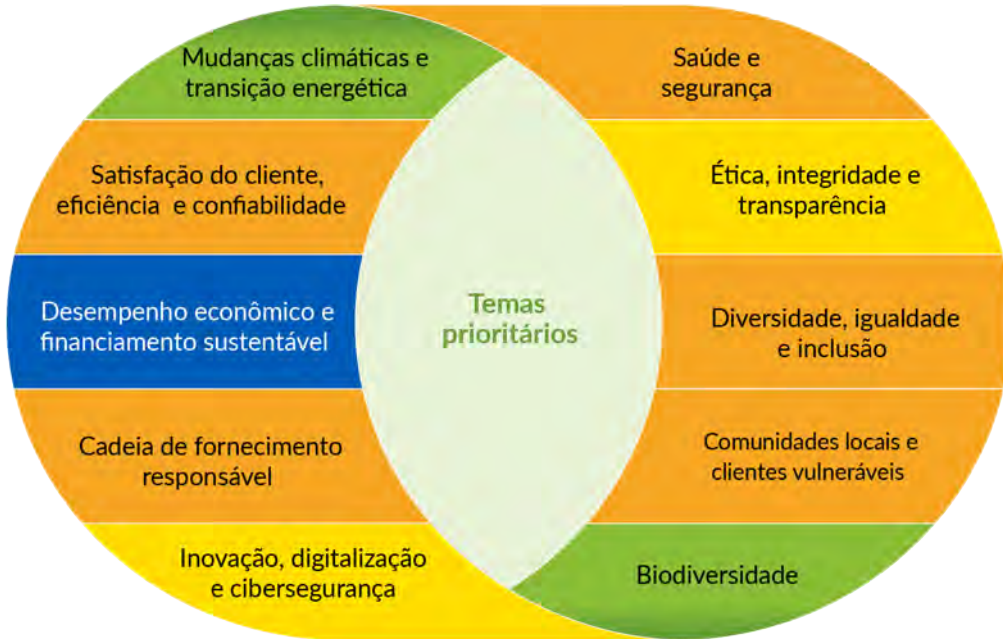 Mudanças climáticas e
transição energética
Satisfação do cliente,
eficiência e confiabilidade
Desempenho econômico e
financiamento sustentável
Cadeia de fornecimento
responsável
Inovação, digitalização
e cibersegurança
Temas
prioritários
Saúde e
segurança
Ética, integridade e
transparência
Diversidade, igualdade
e inclusão
Comunidades locais e
clientes vulneráveis
Biodiversidade